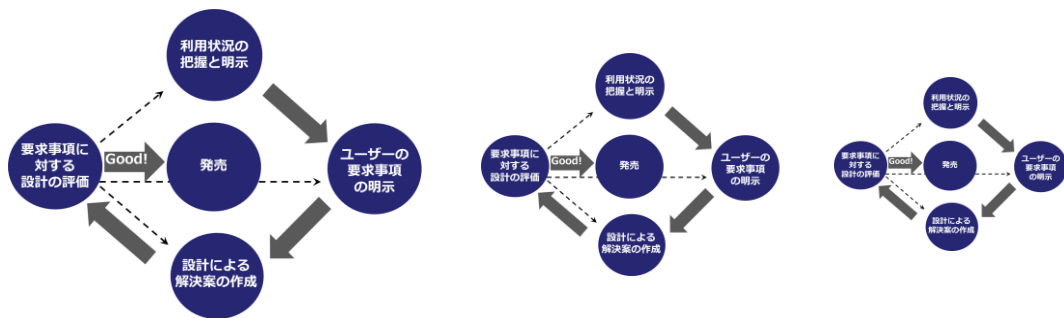 利用状況の
把握と明示
要求事項に
対する
設計の評価
Good!
発売
ユーザーの
要求事項
の明示
設計による
解決案の作成
利用状況の
把握と明示
要求事項に
対する
設計の評価
Good!
発売
ユーザーの
要求事項
の明示
設計による
解決案の作成
利用状況の
把握と明示
要求事項に
対する
設計の評価
Good!
発売
ユーザーの
要求事項
の明示
設計による
解決案の作成